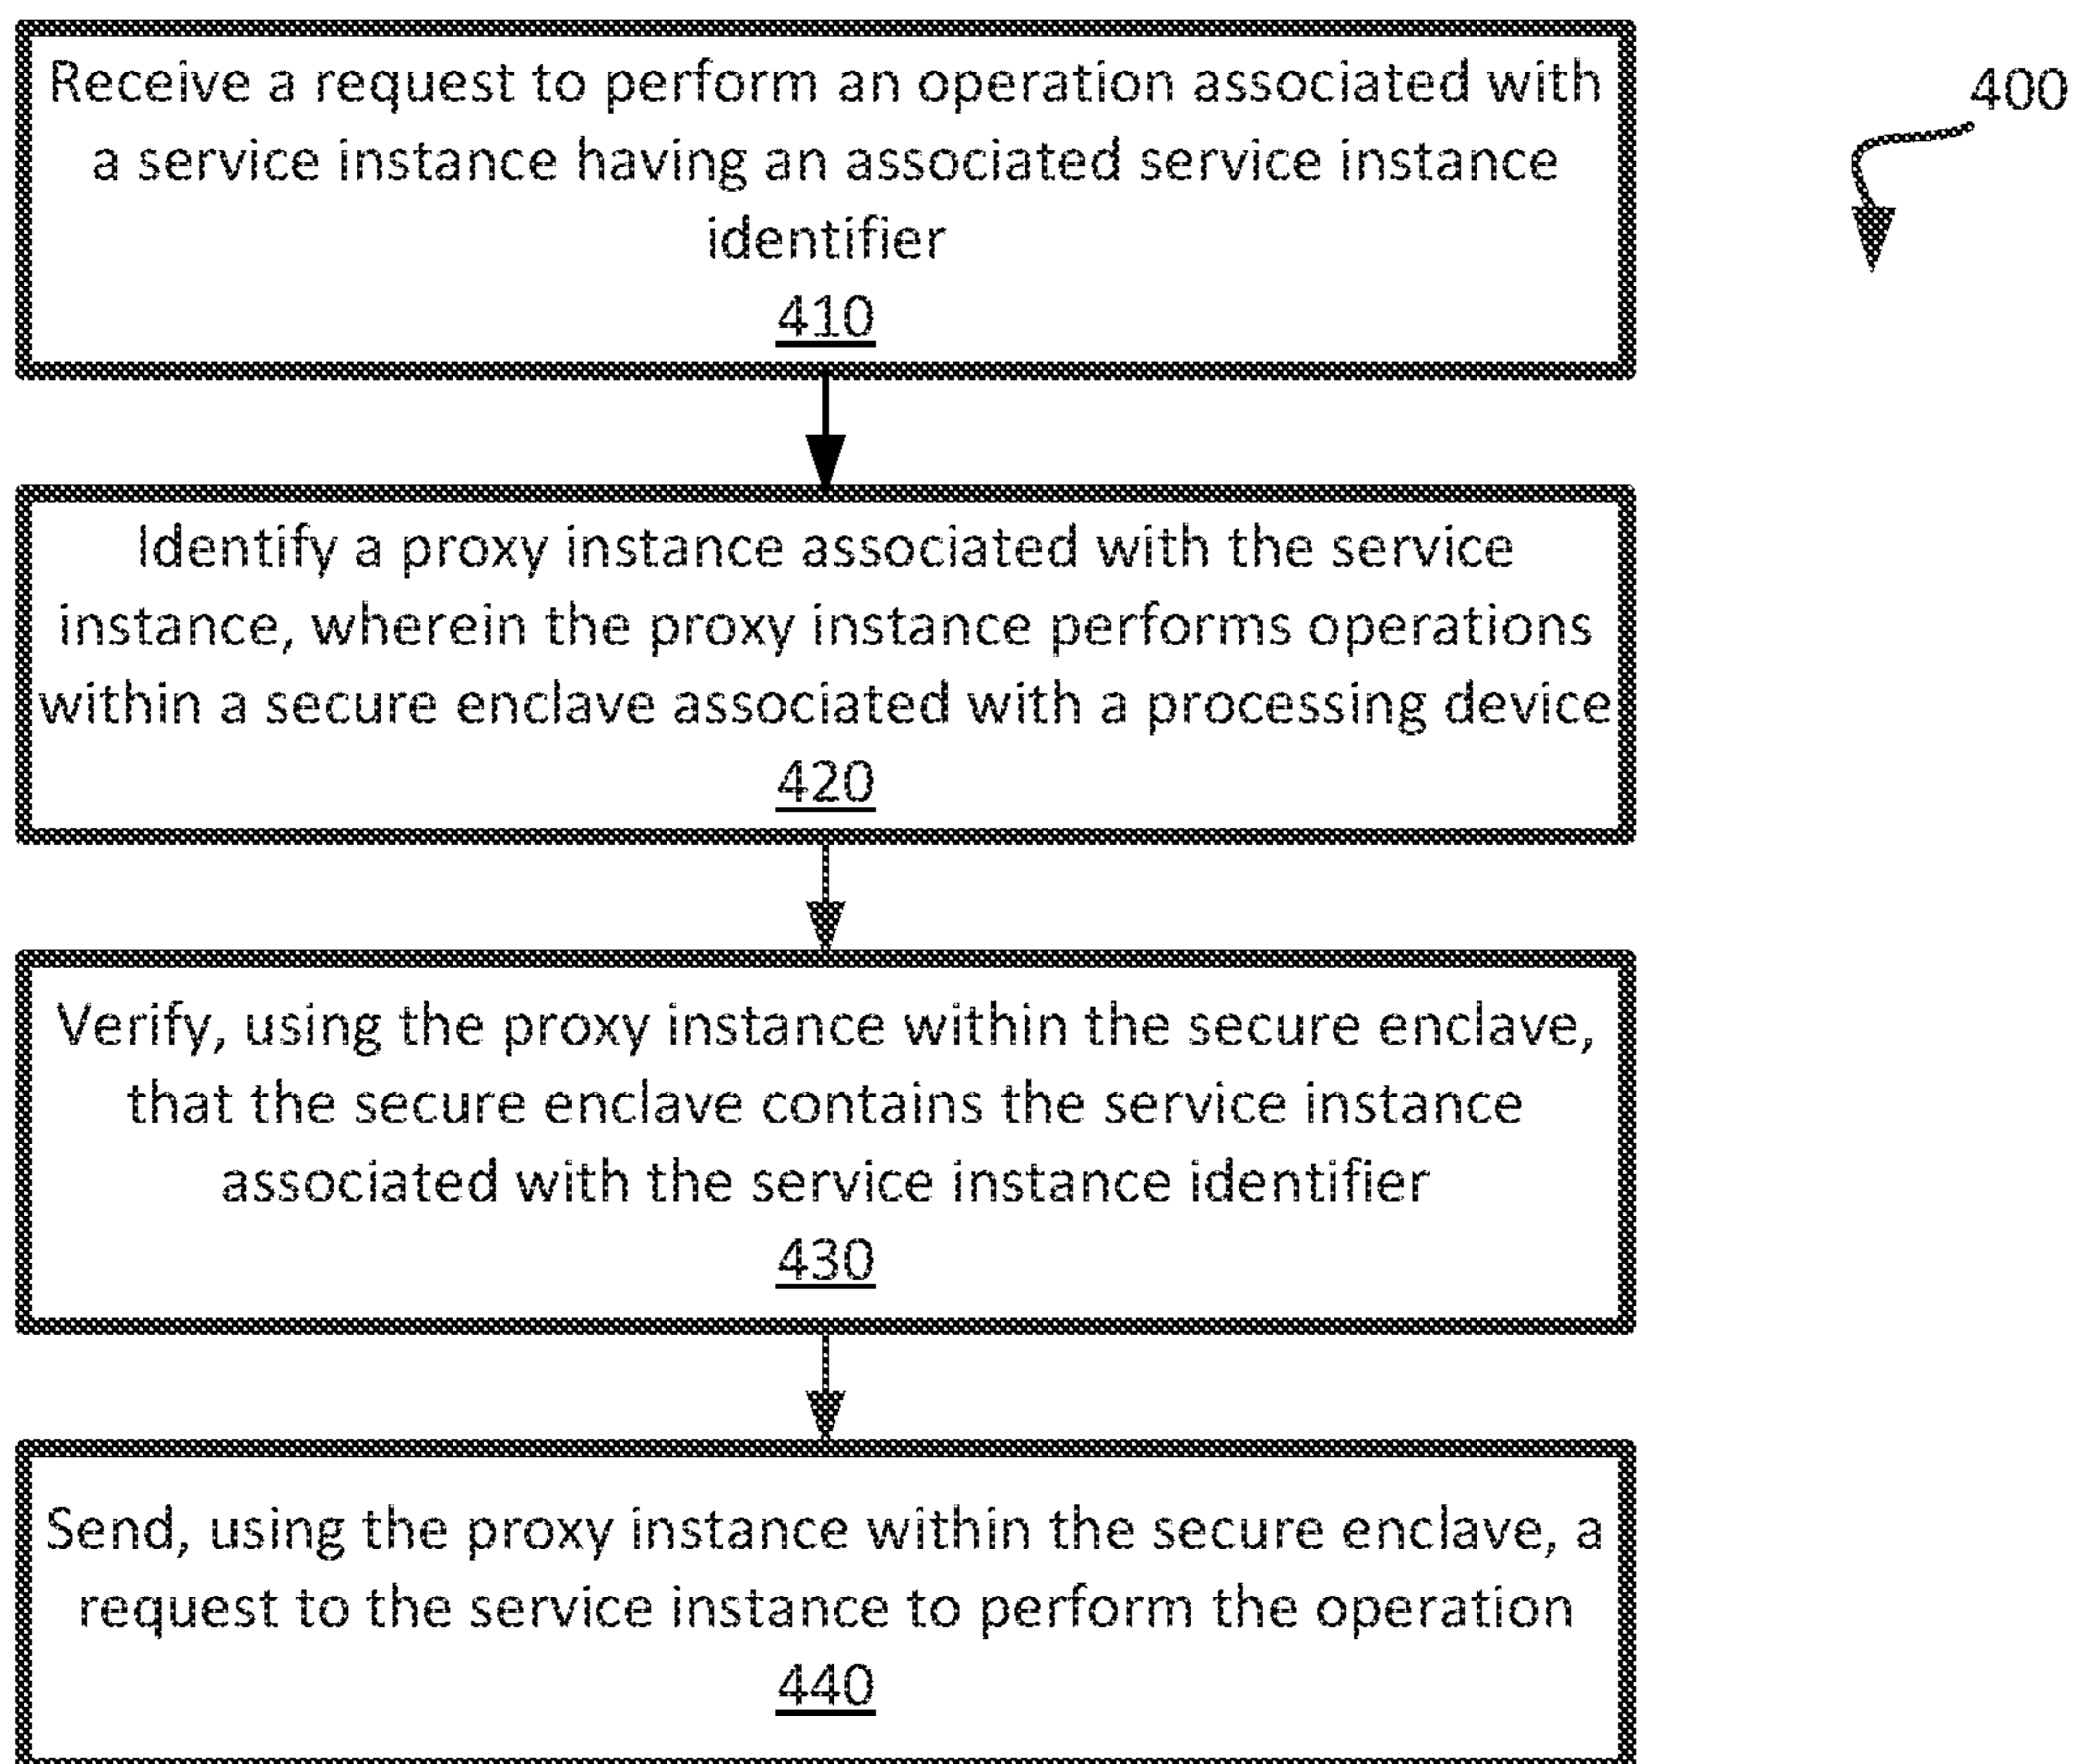 Receive a request to perform an operation associated with
a service instance having an associated service instance
identifier
410
400
Identify a proxy instance associated with the service
instance, wherein the proxy instance performs operations
within a secure enclave associated with a processing device
420
Verify, using the proxy instance within the secure enclave,
that the secure enclave contains the service instance
associated with the service instance identifier
430
Send, using the proxy instance within the secure enclave, a
request to the service instance to perform the operation
440